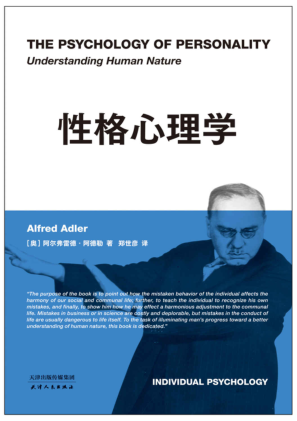 THE PSYCHOLOGY OF PERSONALITY
Understanding Human Nature
性格心理学
Alfred Adler
[奥] 阿尔弗雷德·阿德勒 著 郑世彦 译
"The purpose of the book is to point out how the mistaken behavior of the individual affects the
harmony of our social and communal life; further, to teach the individual to recognize his own
mistakes, and finally, to show him how he may effect a harmonious adjustment to the communal
life. Mistakes in business or in science are costly and deplorable, but mistakes in the conduct of
life are usually dangerous to life itself. To the task of illuminating man's progress toward a better
understanding of human nature, this book is dedicated."
天津出版传媒集团
天津人民出版社
INDIVIDUAL PSYCHOLOGY